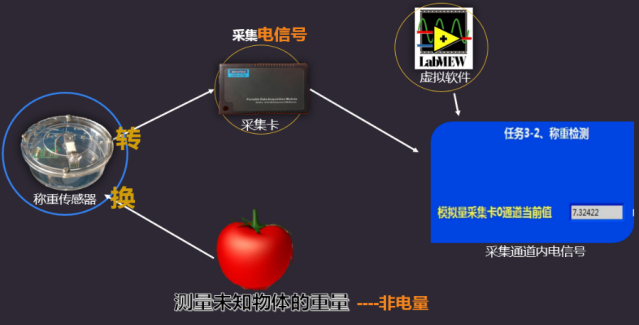 采集电信号
LabVIEW
虚拟软件
采集卡
转
换
称重传感器
任务3-2、称重检测
模拟量采集卡0通道当前值
7.32422
采集通道内电信号
测量未知物体的重量 ----非电量